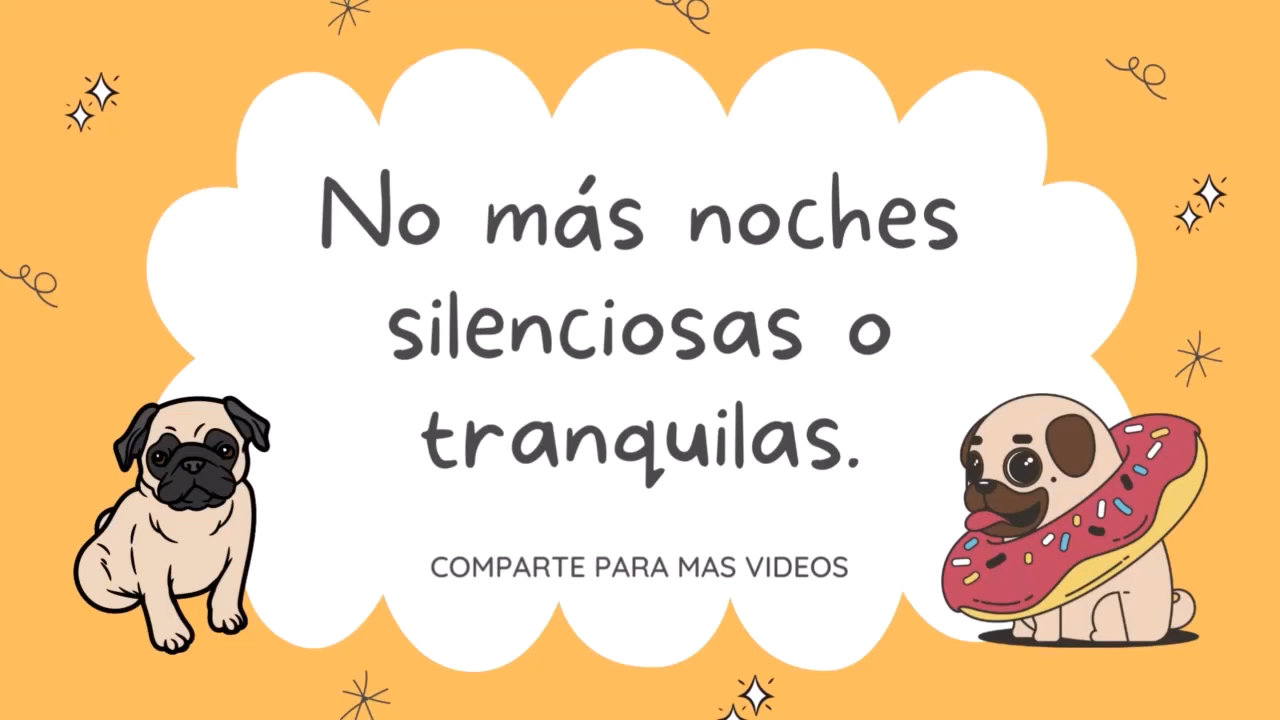 No más noches
silenciosas o
tranquilas.
COMPARTE PARA MAS VIDEOS